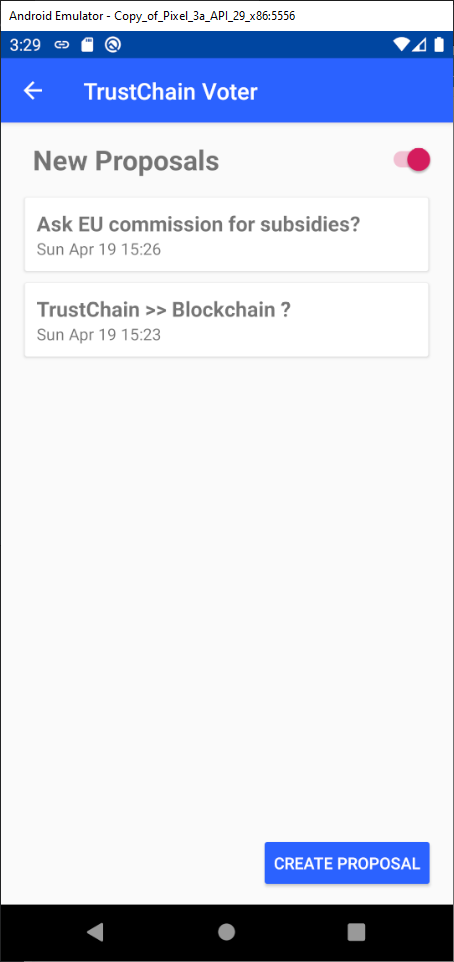 Android Emulator - Copy_of_Pixel_3a_API_29_x86:5556
3:29
TrustChain Voter
New Proposals
Ask EU commission for subsidies?
Sun Apr 19 15:26
TrustChain >> Blockchain ?
Sun Apr 19 15:23
CREATE PROPOSAL